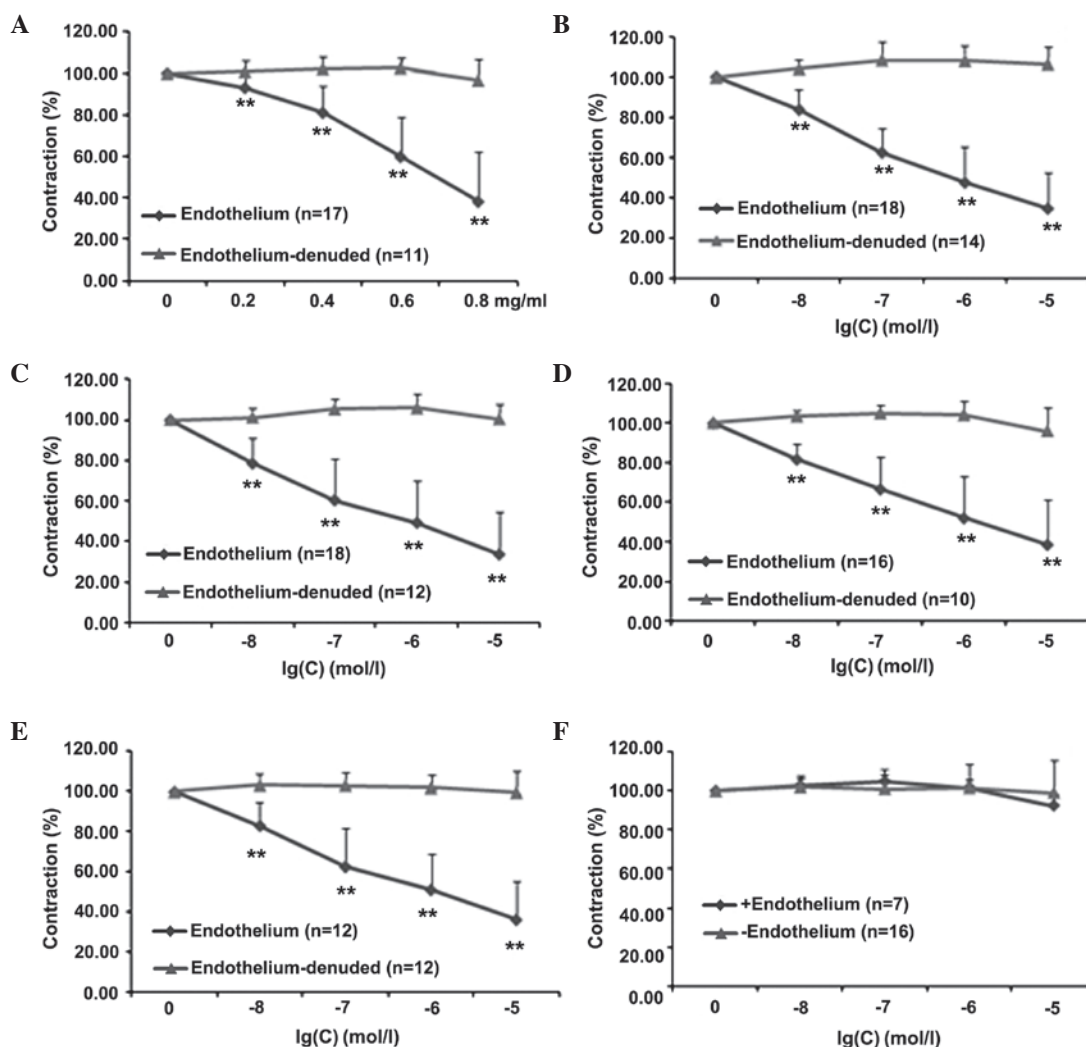 A
120.00
100.00
80.00
60.00
40.00
20.00
0.00
Contraction (%)
**
**
**
**
Endothelium (n=17)
Endothelium-denuded (n=11)
0 0.2 0.4 0.6 0.8 mg/ml
B
120.00
100.00
80.00
60.00
40.00
20.00
0.00
Contraction (%)
**
**
**
**
Endothelium (n=18)
Endothelium-denuded (n=14)
0 -8 -7 -6 -5
lg(C) (mol/l)
C
120.00
100.00
80.00
60.00
40.00
20.00
0.00
Contraction (%)
**
**
**
**
Endothelium (n=18)
Endothelium-denuded (n=12)
0 -8 -7 -6 -5
lg(C) (mol/l)
D
120.00
100.00
80.00
60.00
40.00
20.00
0.00
Contraction (%)
**
**
**
**
Endothelium (n=16)
Endothelium-denuded (n=10)
0 -8 -7 -6 -5
lg(C) (mol/l)
E
120.00
100.00
80.00
60.00
40.00
20.00
0.00
Contraction (%)
**
**
**
**
Endothelium (n=12)
Endothelium-denuded (n=12)
0 -8 -7 -6 -5
lg(C) (mol/l)
F
120.00
100.00
80.00
60.00
40.00
20.00
0.00
Contraction (%)
+Endothelium (n=7)
-Endothelium (n=16)
0 -8 -7 -6 -5
lg(C) (mol/l)